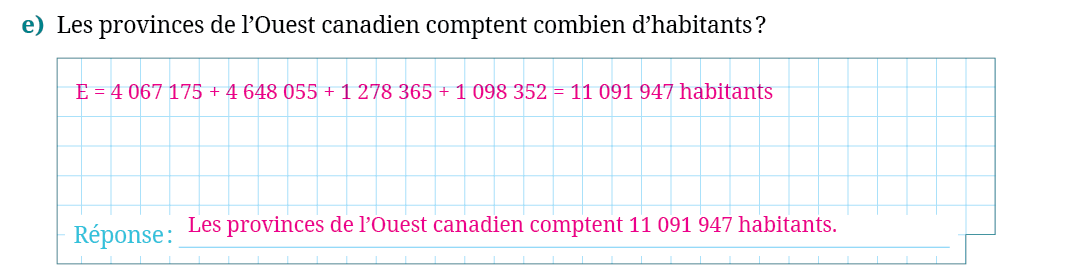 e) Les provinces de l’Ouest canadien comptent combien d’habitants ?
E = 4 067 175 + 4 648 055 + 1 278 365 + 1 098 352 = 11 091 947 habitants
Réponse : Les provinces de l’Ouest canadien comptent 11 091 947 habitants.